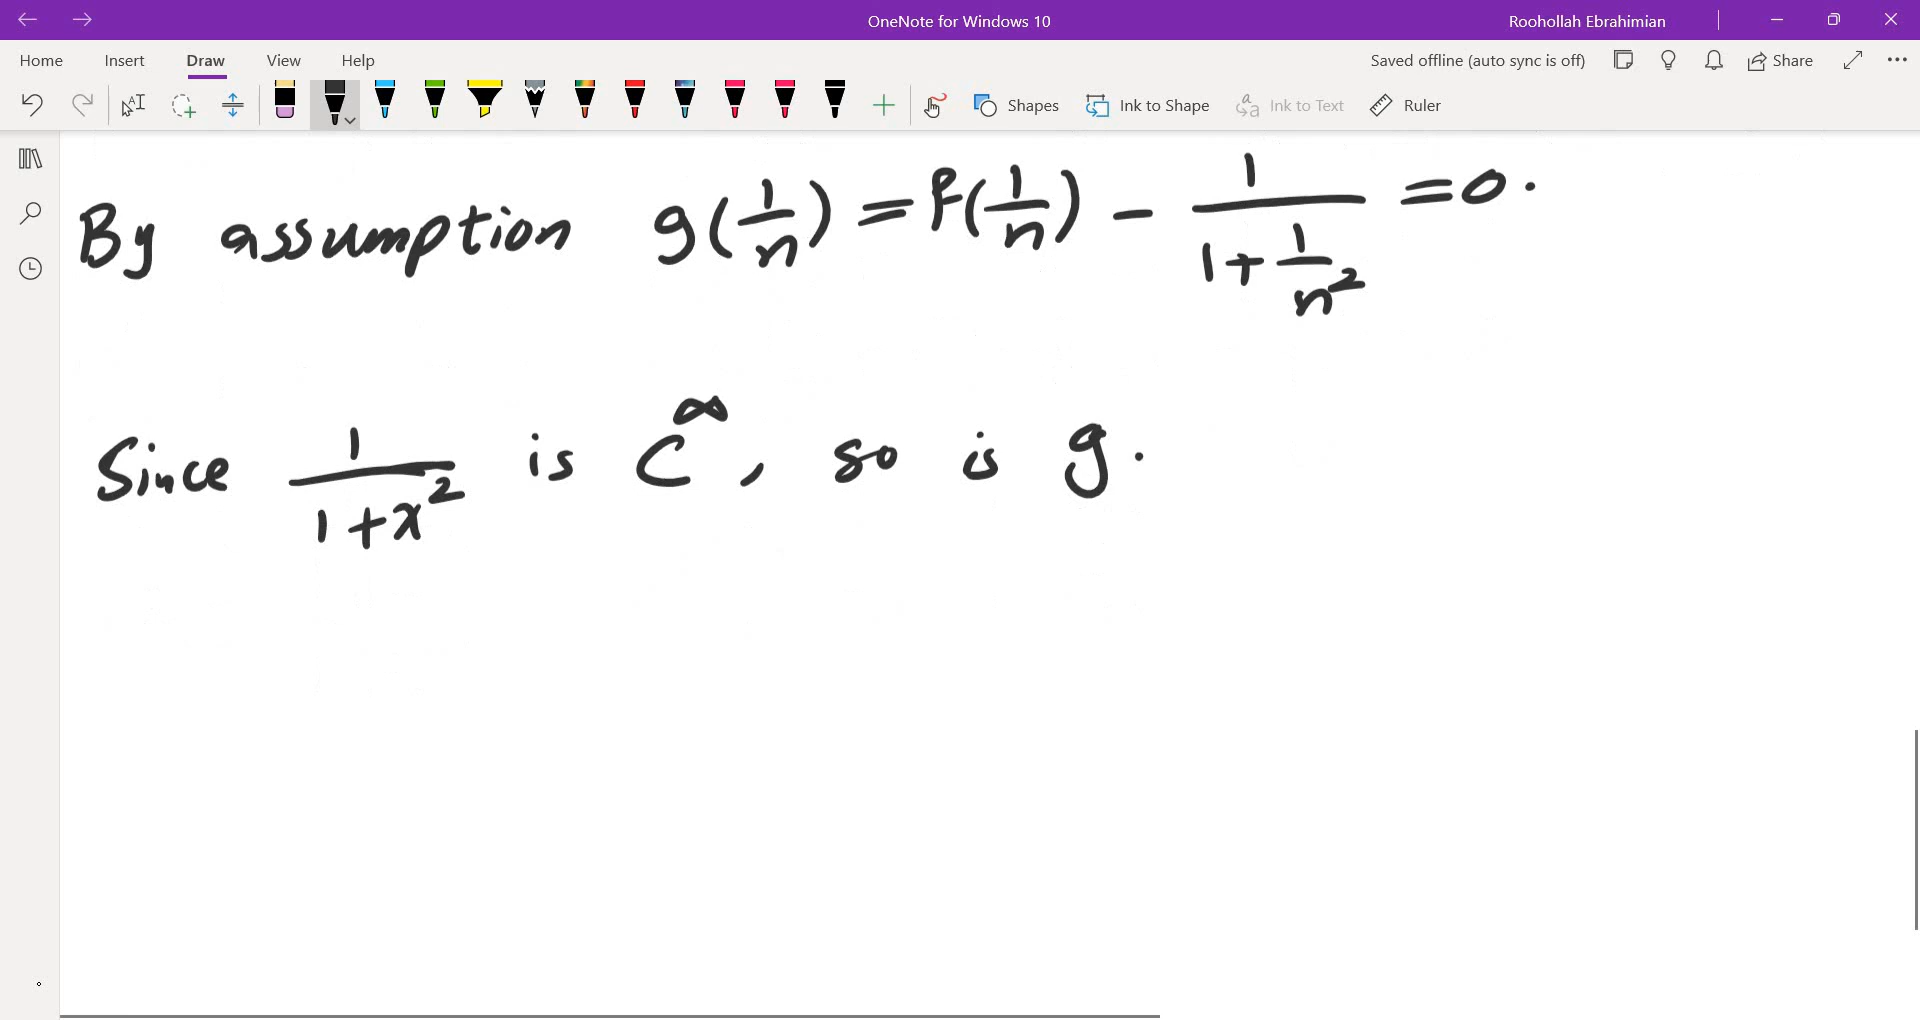 OneNote for Windows 10
Roohollah Ebrahimian
Home Insert Draw View Help
Saved offline (auto sync is off) Share
Shapes Ink to Shape Ink to Text Ruler
By assumption g(1/n) = f(1/n) - 1/(1+1/n²) = 0.
Since 1/(1+x²) is C^∞, so is g.